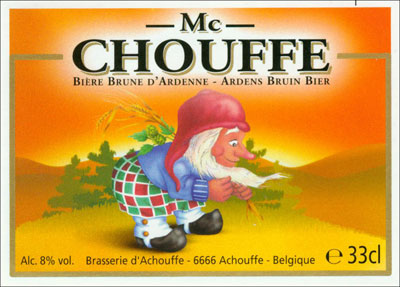 Mc
CHOUFFE
BIÈRE BRUNE D'ARDENNE - ARDENS BRUIN BIER
Alc. 8% vol. Brasserie d'Achouffe - 6666 Achouffe - Belgique ℮ 33cl